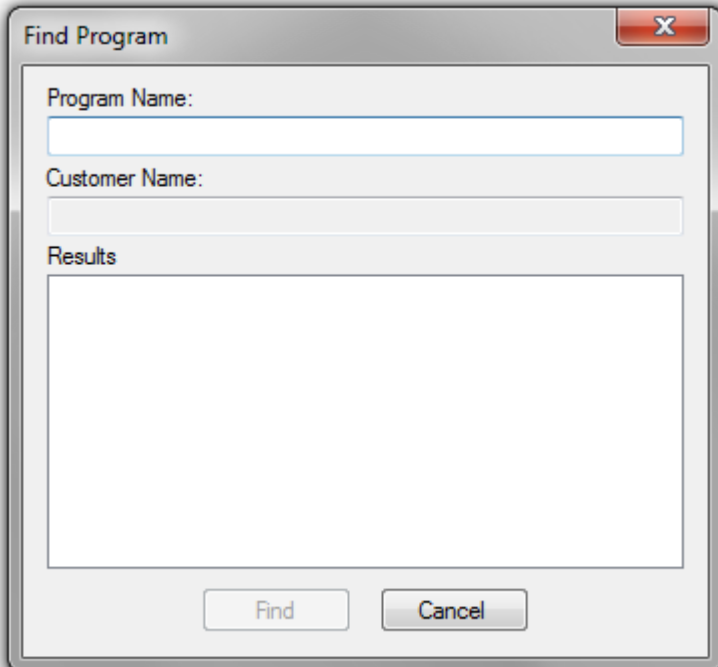 Find Program
Program Name:
Customer Name:
Results
Find
Cancel